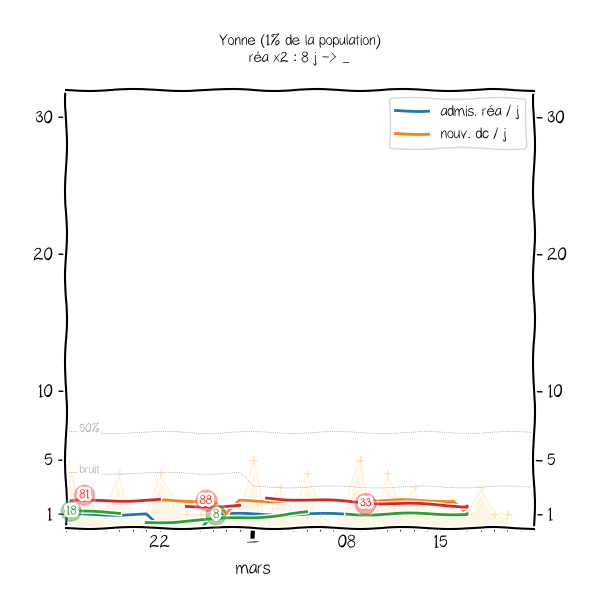 Yonne (1% de la population)
réa x2 : 8 j -> _
admis. réa / j
nouv. dc / j
30 30
20 20
10 10
50%
5 5
bruit
81
88
33
18
8
1 1
22 1 08 15
mars